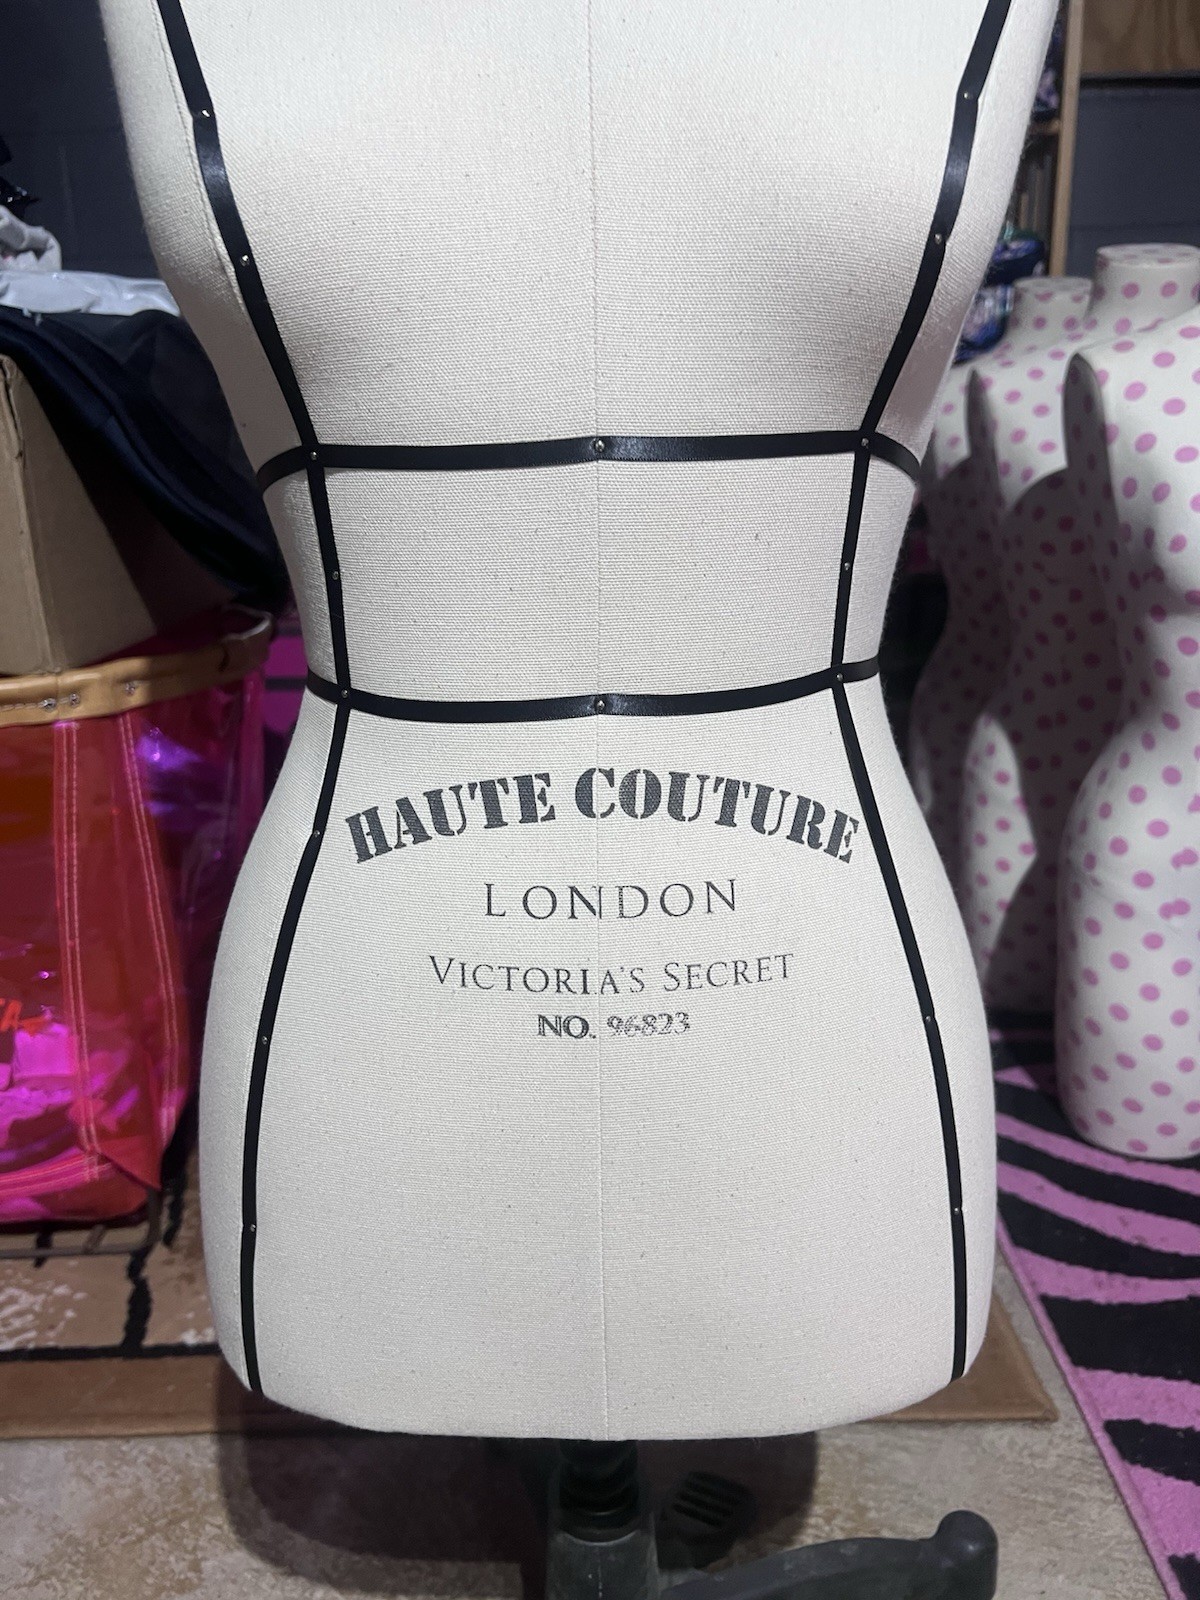 HAUTE COUTURE
LONDON
VICTORIA'S SECRET
NO. 96823